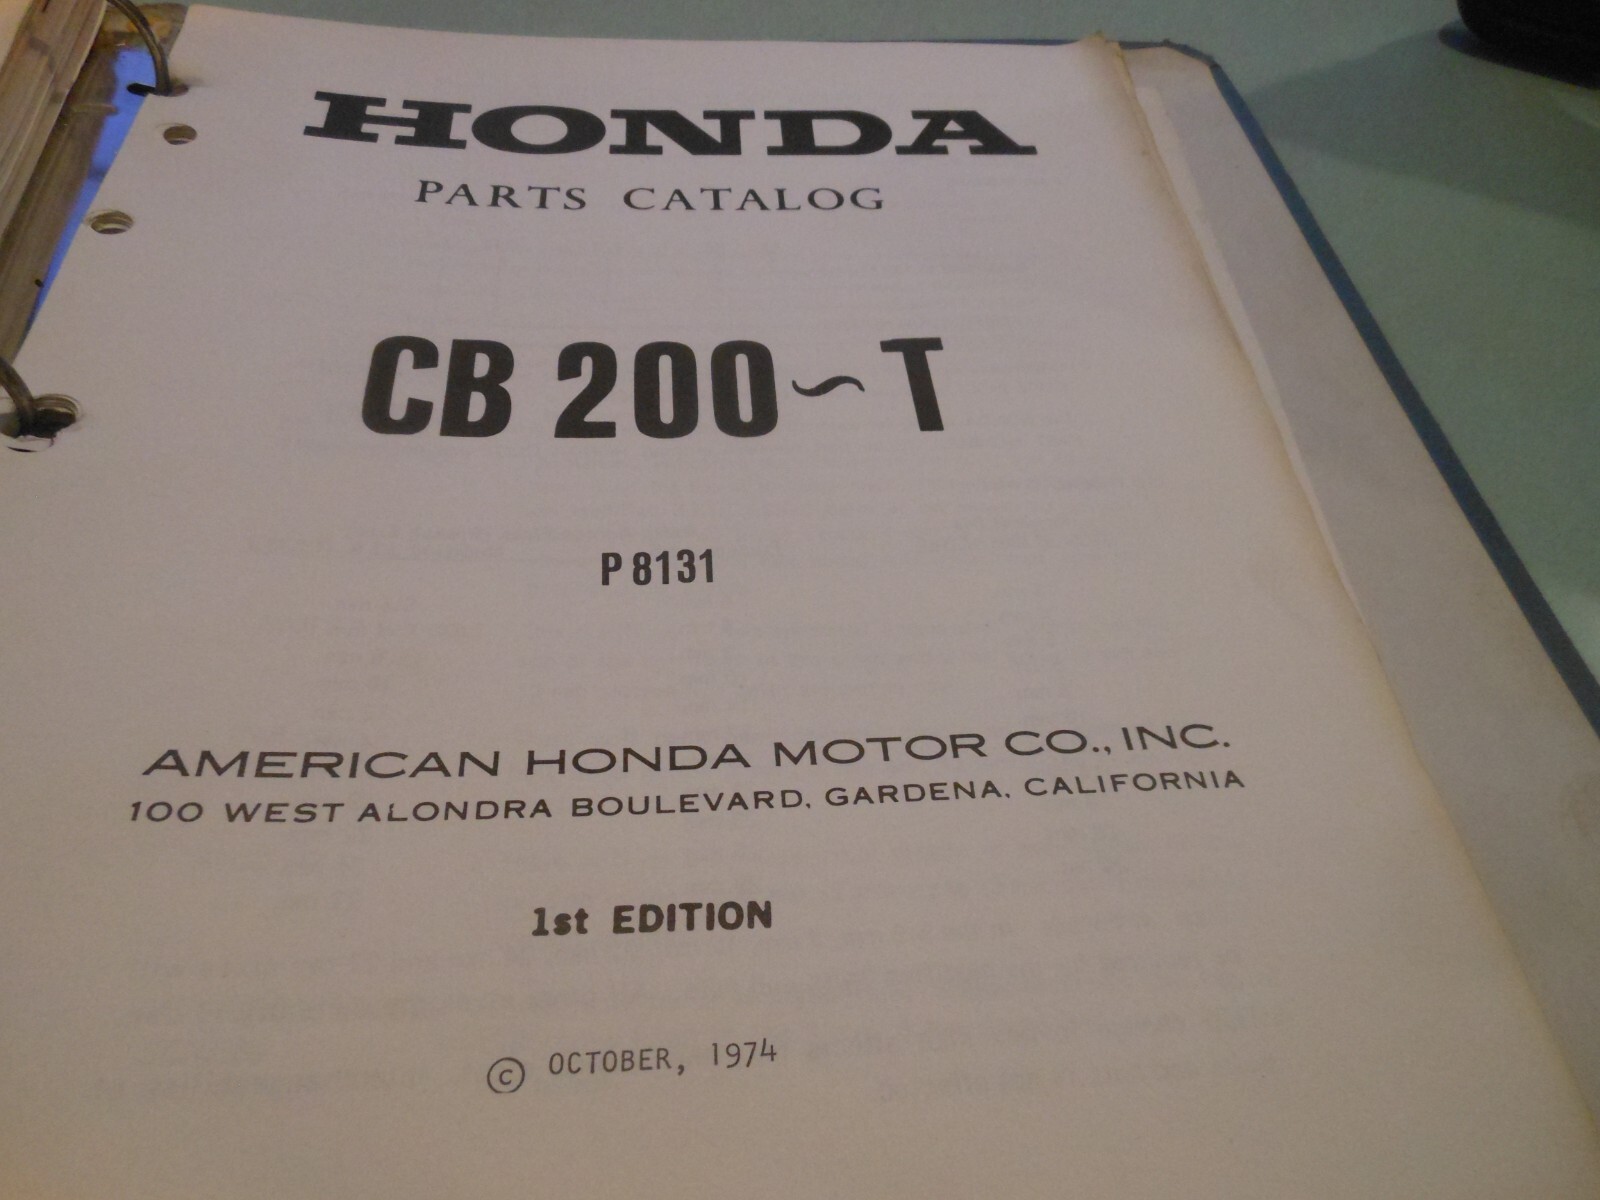 HONDA
PARTS CATALOG
CB 200~T
P 8131
AMERICAN HONDA MOTOR CO., INC.
100 WEST ALONDRA BOULEVARD, GARDENA, CALIFORNIA
1st EDITION
© OCTOBER, 1974